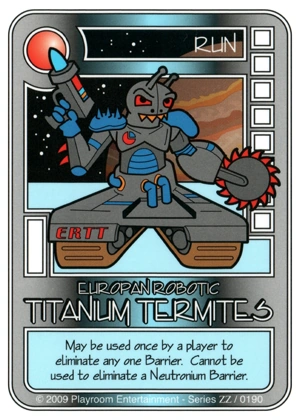 RUN
ERTT
EUROPAN ROBOTIC
TITANIUM TERMITES
May be used once by a player to
eliminate any one Barrier. Cannot be
used to eliminate a Neutronium Barrier.
© 2009 Playroom Entertainment - Series ZZ / 0190